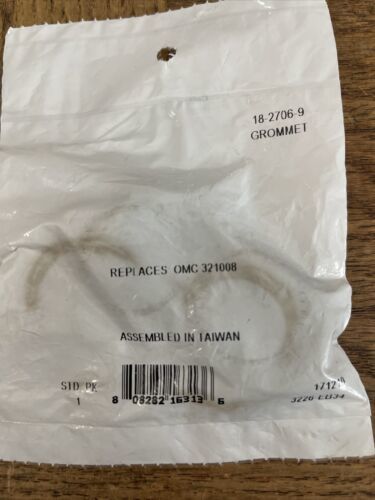 18-2706-9
GROMMET
REPLACES OMC 321008
ASSEMBLED IN TAIWAN
STD PK
1
8 08282 16313 6